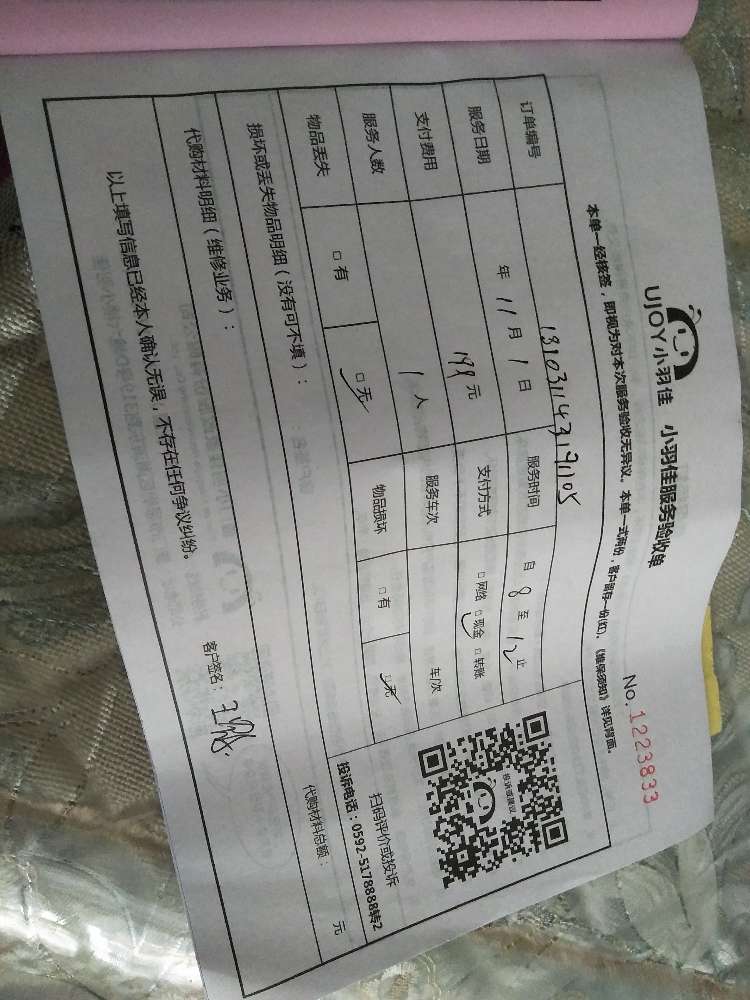 UJOY小羽佳 小羽佳服务验收单 No. 1223833
本单一经核签，即视为对本次服务验收无异议。本单一式两份，客户留存一份(红)。《维保须知》详见背面。
订单编号 13103114319105
服务日期 年 11 月 1 日 服务时间 自 8 至 12 止
支付费用 199 元 支付方式 □网络 □现金 □转账
服务人数 1 人 服务车次 车/次
物品丢失 □有 □无 物品损坏 □有 □无
投诉或建议
扫码评价或投诉
投诉电话：0592-5178888转2
损坏或丢失物品明细（没有可不填）：
代购材料明细（维修业务）： 代购材料总额： 元
以上填写信息已经本人确认无误，不存在任何争议纠纷。 客户签名：